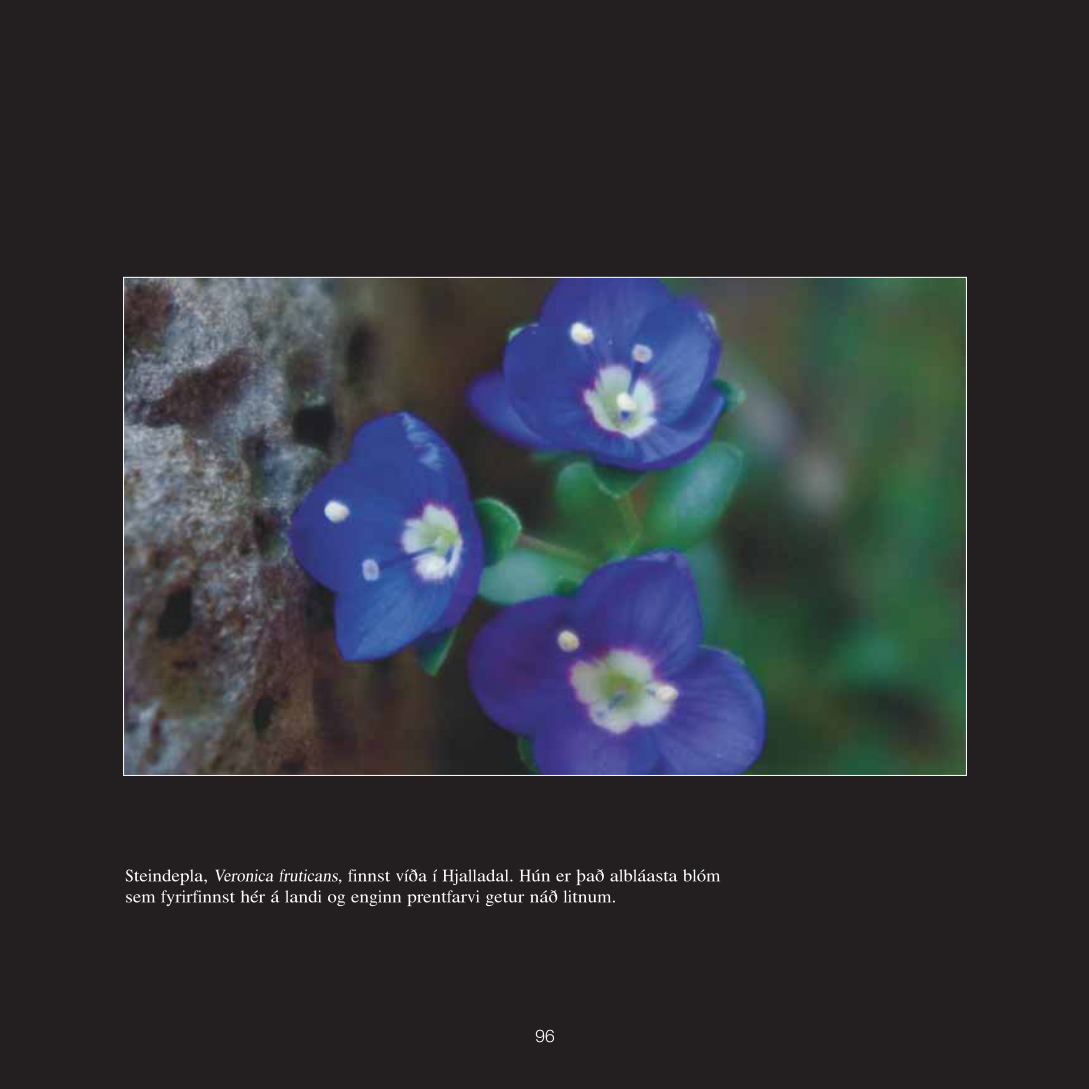 Steindepla, Veronica fruticans, finnst víða í Hjalladal. Hún er það albláasta blóm
sem fyrirfinnst hér á landi og enginn prentfarvi getur náð litnum.
96